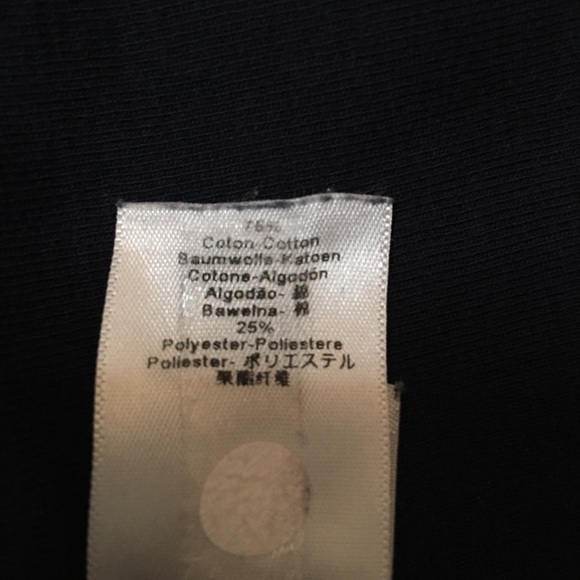 75%
Coton-Cotton
Baumwolle-Katoen
Cotone-Algodón
Algodão- 綿
Bawełna- 棉
25%
Polyester-Poliestere
Poliester- ポリエステル
聚酯纤维